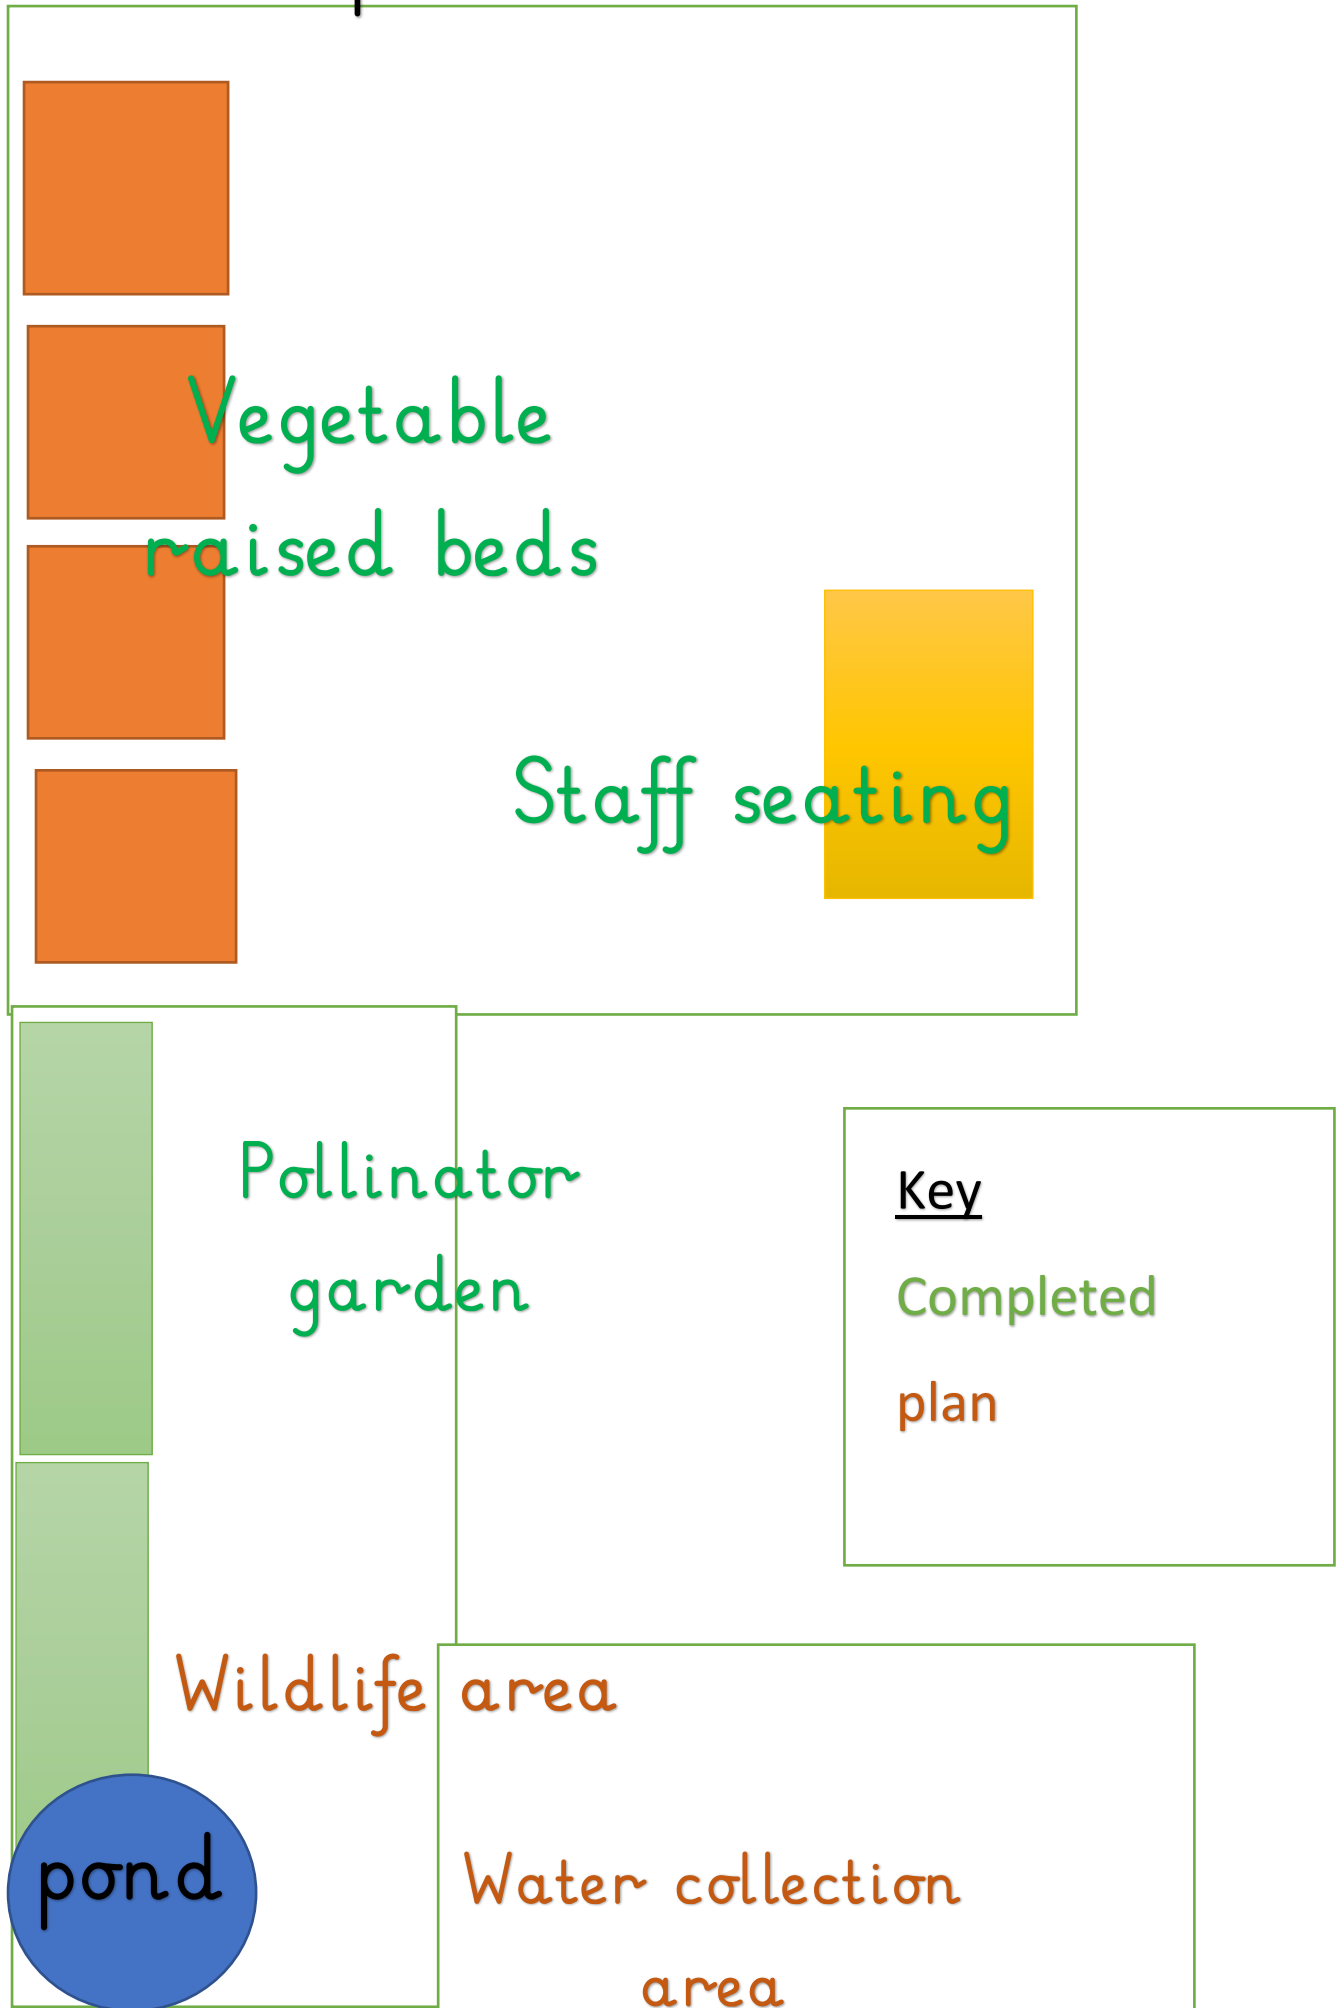 Vegetable
raised beds
Staff seating
Pollinator
garden
Key
Completed
plan
Wildlife area
pond
Water collection
area